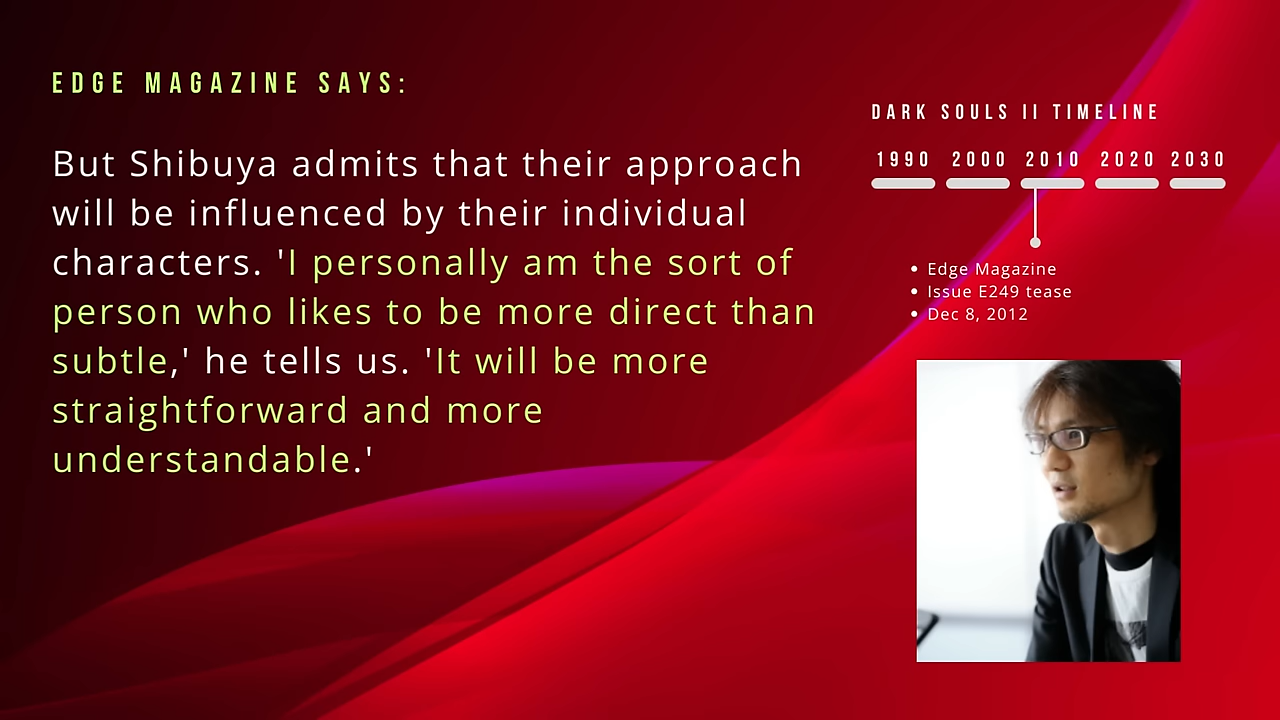 EDGE MAGAZINE SAYS:
But Shibuya admits that their approach
will be influenced by their individual
characters. 'I personally am the sort of
person who likes to be more direct than
subtle,' he tells us. 'It will be more
straightforward and more
understandable.'
DARK SOULS II TIMELINE
1990 2000 2010 2020 2030
• Edge Magazine
• Issue E249 tease
• Dec 8, 2012